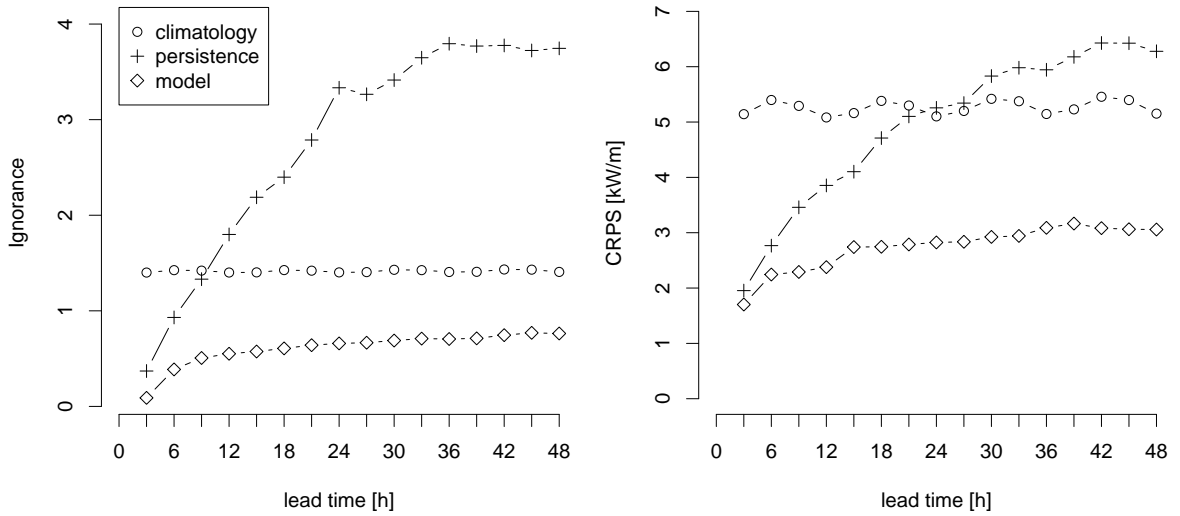 climatology
persistence
model
Ignorance
4
3
2
1
0
0 6 12 18 24 30 36 42 48
lead time [h]
CRPS [kW/m]
7
6
5
4
3
2
1
0
0 6 12 18 24 30 36 42 48
lead time [h]